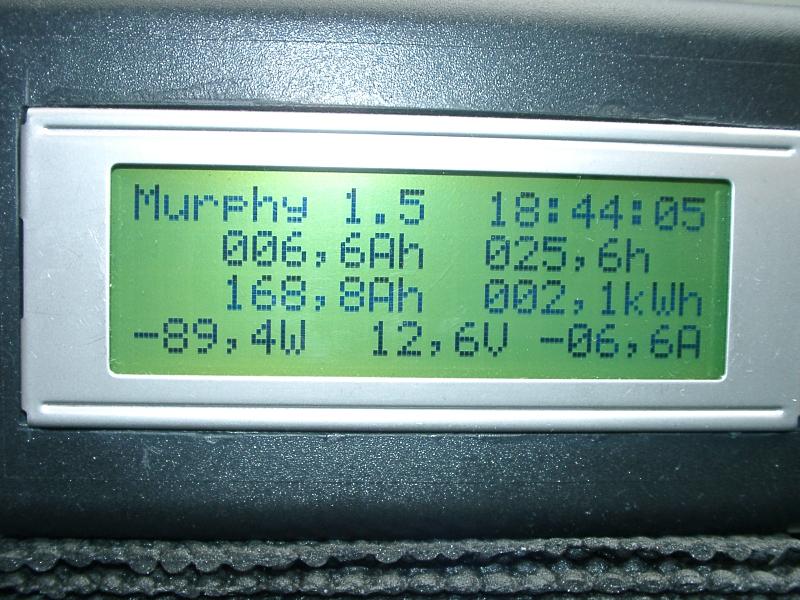 Murphy 1.5 18:44:05
006,6Ah 025,6h
168,8Ah 002,1kWh
-89,4W 12,6V -06,6A